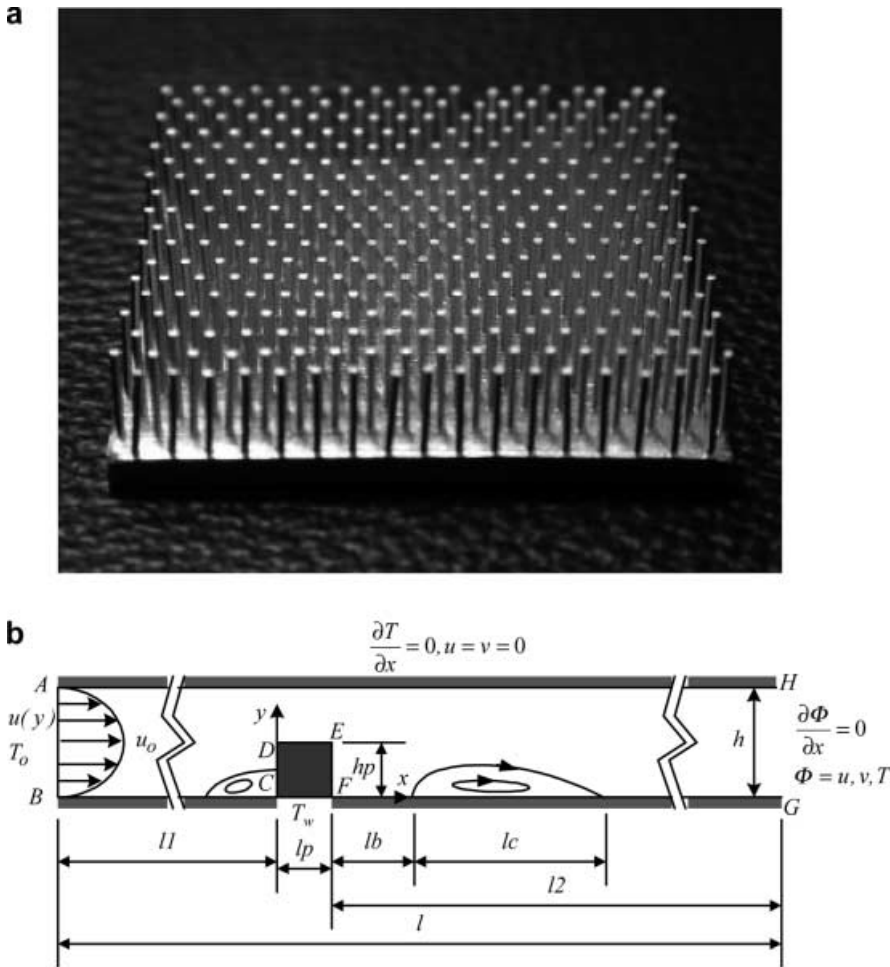 a
b
∂T/∂x = 0, u = v = 0
A
H
u(y)
y
E
∂Φ/∂x = 0
T_o
u_o
D
hp
h
C
F
x
Φ = u, v, T
B
G
T_w
l1
lp
lb
lc
l2
l